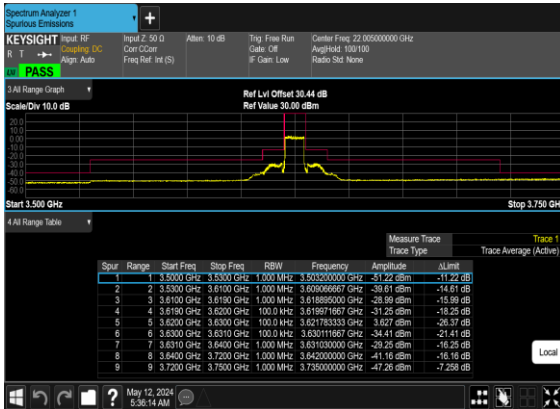 Spectrum Analyzer 1
Spurious Emissions
+
KEYSIGHT Input: RF Input Z: 50 Ω Atten: 10 dB Trig: Free Run Center Freq: 22.005000000 GHz
R T Coupling: DC Corr CCorr Gate: Off Avg|Hold: 100/100
Align: Auto Freq Ref: Int (S) IF Gain: Low Radio Std: None
PASS
3 All Range Graph
Ref Lvl Offset 30.44 dB
Scale/Div 10.0 dB Ref Value 30.00 dBm
20.0
10.0
0.00
-10.0
-20.0
-30.0
-40.0
-50.0
-60.0
Start 3.500 GHz Stop 3.750 GH
4 All Range Table
Measure Trace Trace 1
Trace Type Trace Average (Active)
Spur Range Start Freq Stop Freq RBW Frequency Amplitude ΔLimit
1 1 3.5000 GHz 3.5300 GHz 1.000 MHz 3.503200000 GHz -51.22 dBm -11.22 dB
2 2 3.5300 GHz 3.6100 GHz 1.000 MHz 3.609066667 GHz -39.61 dBm -14.61 dB
3 3 3.6100 GHz 3.6190 GHz 1.000 MHz 3.618895000 GHz -28.99 dBm -15.99 dB
4 4 3.6190 GHz 3.6200 GHz 100.0 kHz 3.619971667 GHz -31.25 dBm -18.25 dB
5 5 3.6200 GHz 3.6300 GHz 100.0 kHz 3.621783333 GHz 3.627 dBm -26.37 dB
6 6 3.6300 GHz 3.6310 GHz 100.0 kHz 3.630111667 GHz -34.41 dBm -21.41 dB
7 7 3.6310 GHz 3.6400 GHz 1.000 MHz 3.631030000 GHz -29.25 dBm -16.25 dB
8 8 3.6400 GHz 3.7200 GHz 1.000 MHz 3.642000000 GHz -41.16 dBm -16.16 dB
9 9 3.7200 GHz 3.7500 GHz 1.000 MHz 3.735000000 GHz -47.26 dBm -7.258 dB
Local
? May 12, 2024
5:36:14 AM